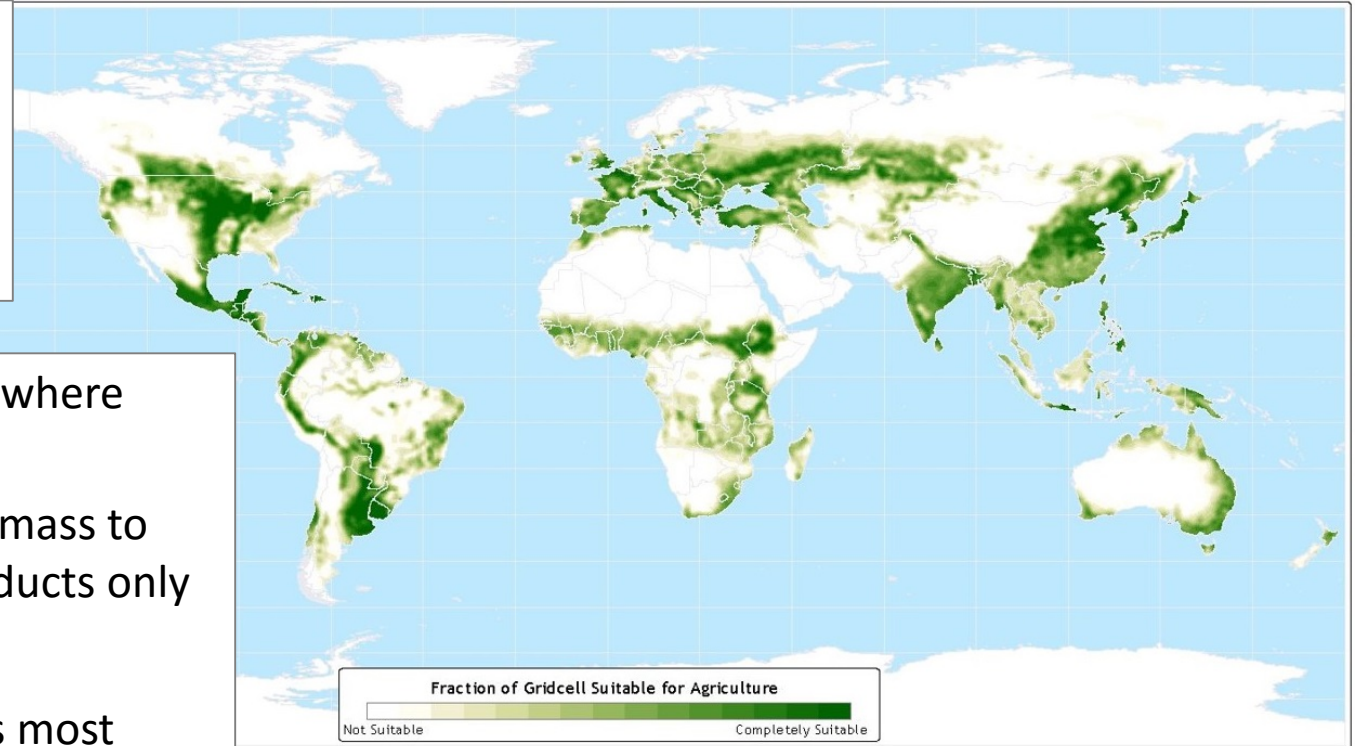 where
mass to
ducts only
s most
Fraction of Gridcell Suitable for Agriculture
Not Suitable
Completely Suitable